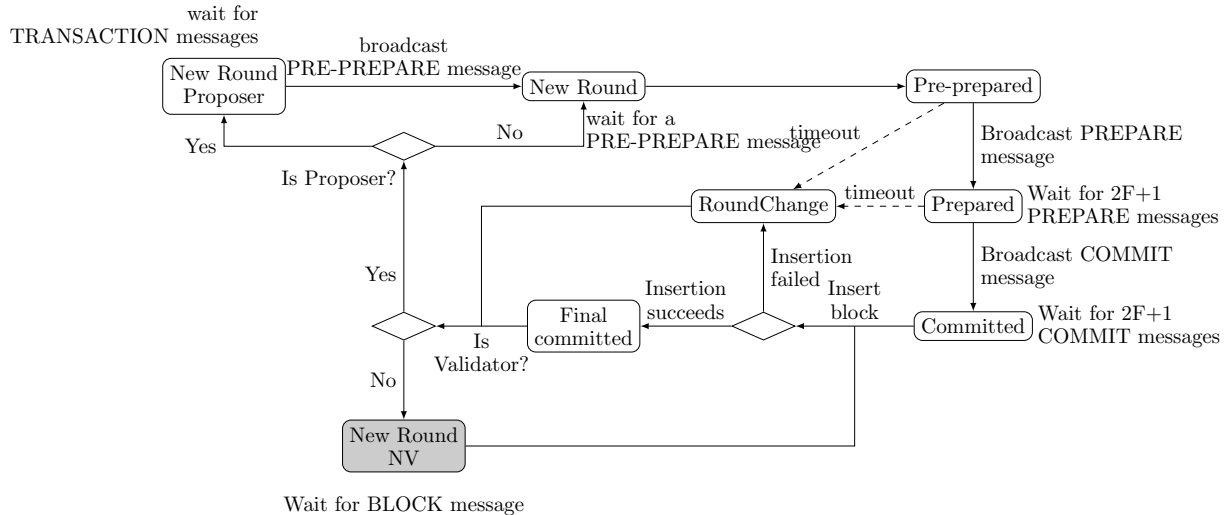 wait for
TRANSACTION messages
New Round
Proposer
broadcast
PRE-PREPARE message
New Round
Pre-prepared
Yes
No
wait for a
PRE-PREPARE message
timeout
Broadcast PREPARE
message
Is Proposer?
RoundChange
timeout
Prepared
Wait for 2F+1
PREPARE messages
Yes
Insertion
failed
Broadcast COMMIT
message
Final
committed
Insertion
succeeds
Insert
block
Committed
Wait for 2F+1
COMMIT messages
Is
Validator?
No
New Round
NV
Wait for BLOCK message